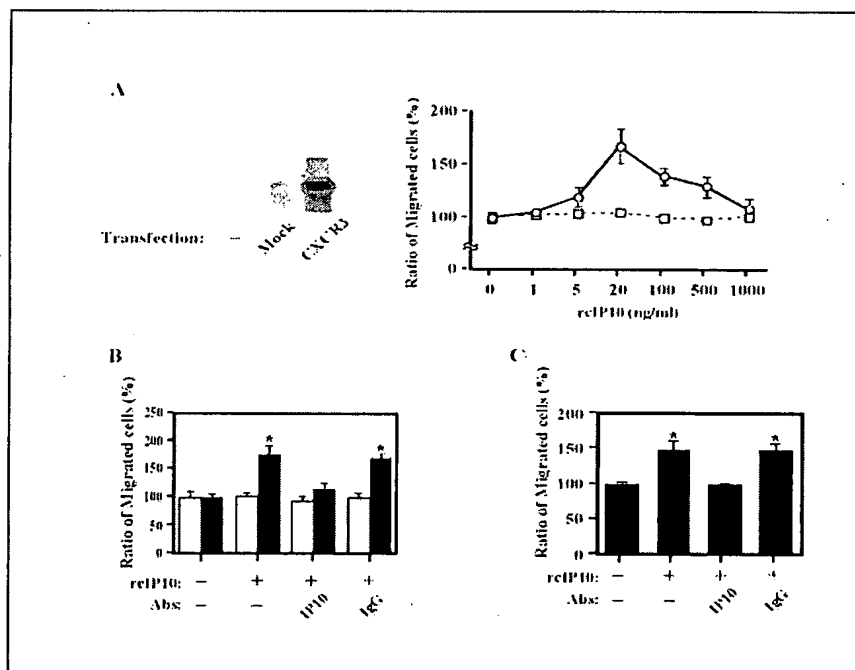 A
Transfection: – Mock CXCR3
Ratio of Migrated cells (%)
200
150
100
0
0 1 5 20 100 500 1000
rcIP10 (ng/ml)
B
Ratio of Migrated cells (%)
250
200
150
100
50
0
* *
rcIP10: – + + +
Abs: – – IP10 IgG
C
Ratio of Migrated cells (%)
200
150
100
50
0
* *
rcIP10: – + + +
Abs: – – IP10 IgG